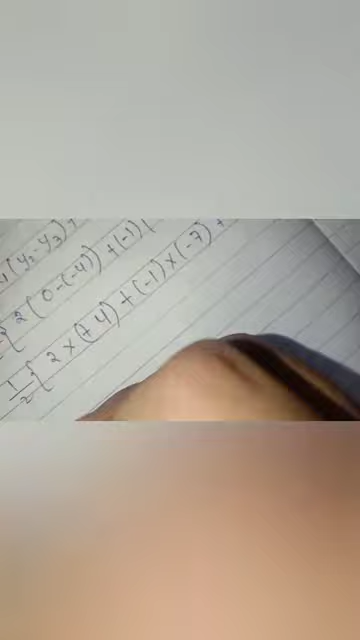 (y₂-y₃)+
{2(0-(-4))+(-1)(
1/2{2×(+4)+(-1)×(-7)+